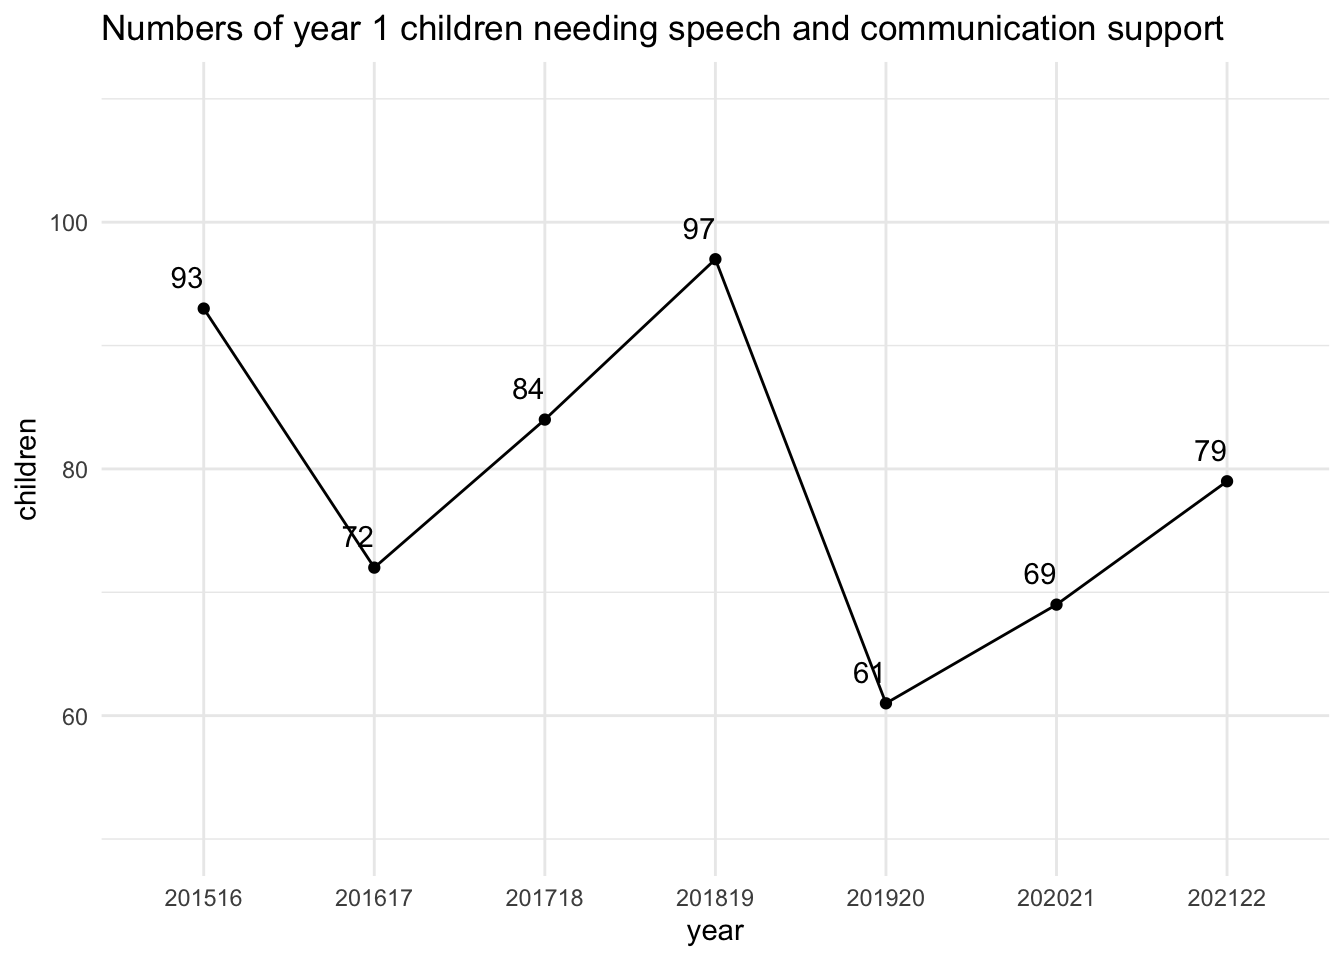 Numbers of year 1 children needing speech and communication support
100
80
60
children
93
72
84
97
61
69
79
201516 201617 201718 201819 201920 202021 202122
year